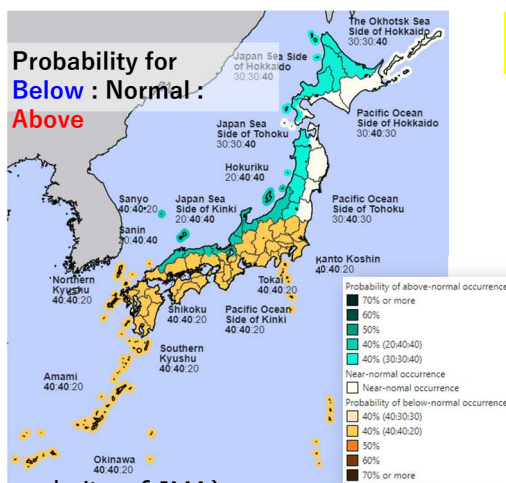 The Okhotsk Sea
Side of Hokkaido
30:30:40
Probability for
Below : Normal :
Above
Japan Sea Side
of Hokkaido
30:30:40
Japan Sea
Side of Tohoku
30:30:40
Pacific Ocean
Side of Hokkaido
30:40:30
Hokuriku
20:40:40
Sanyo
40:40:20
Japan Sea
Side of Kinki
20:40:40
Pacific Ocean
Side of Tohoku
30:40:30
Sanin
20:40:40
Kanto Koshin
40:40:20
Northern
Kyushu
40:40:20
Tokai
40:40:20
Shikoku
40:40:20
Pacific Ocean
Side of Kinki
40:40:20
Southern
Kyushu
40:40:20
Amami
40:40:20
Okinawa
40:40:20
Probability of above-normal occurrence
70% or more
60%
50%
40% (20:40:40)
40% (30:30:40)
Near-normal occurrence
Near-nomal occurrence
Probability of below-normal occurrence
40% (40:30:30)
40% (40:40:20)
50%
60%
70% or more